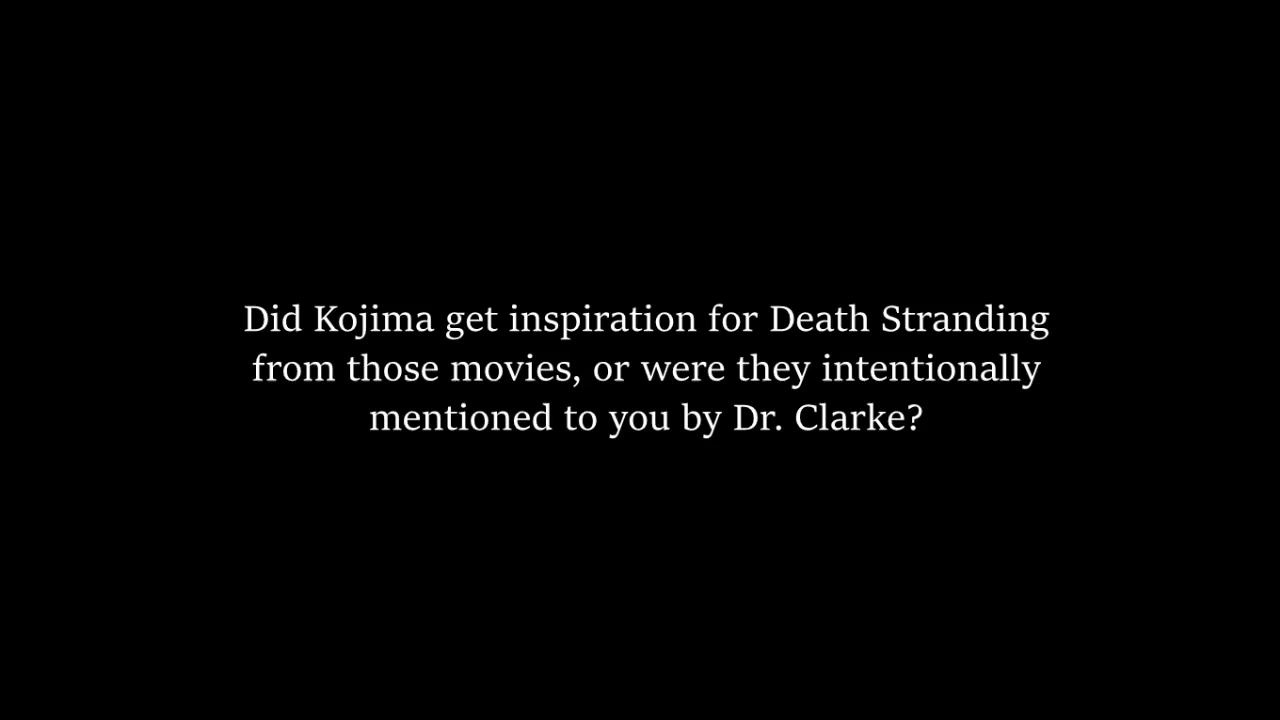 Did Kojima get inspiration for Death Stranding
from those movies, or were they intentionally
mentioned to you by Dr. Clarke?